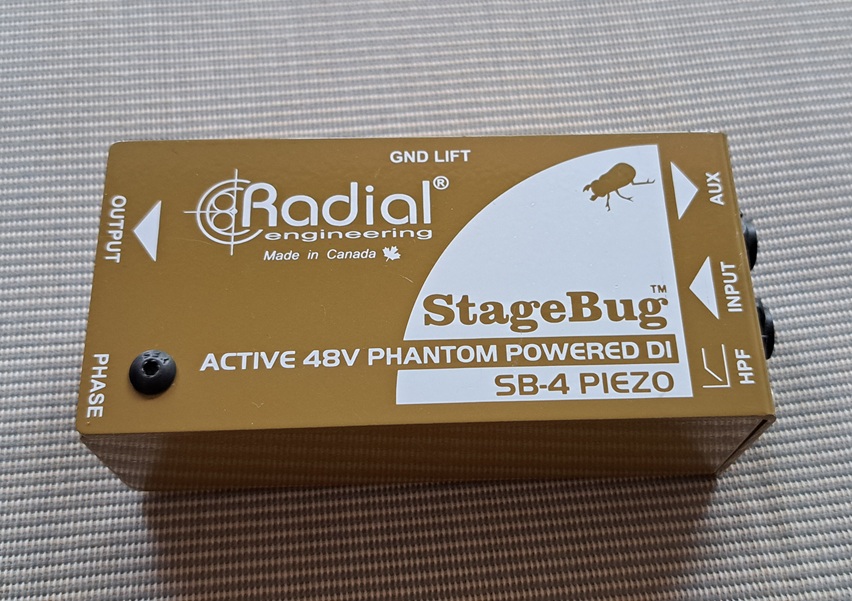 GND LIFT
Radial®
engineering
Made in Canada
OUTPUT
AUX
INPUT
StageBug™
ACTIVE 48V PHANTOM POWERED DI
SB-4 PIEZO
PHASE
HPF